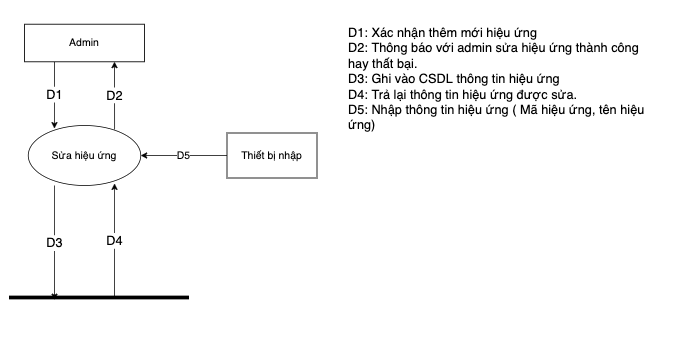 Admin
D1
D2
Sửa hiệu ứng
D5
Thiết bị nhập
D3
D4
D1: Xác nhận thêm mới hiệu ứng
D2: Thông báo với admin sửa hiệu ứng thành công
hay thất bại.
D3: Ghi vào CSDL thông tin hiệu ứng
D4: Trả lại thông tin hiệu ứng được sửa.
D5: Nhập thông tin hiệu ứng ( Mã hiệu ứng, tên hiệu
ứng)